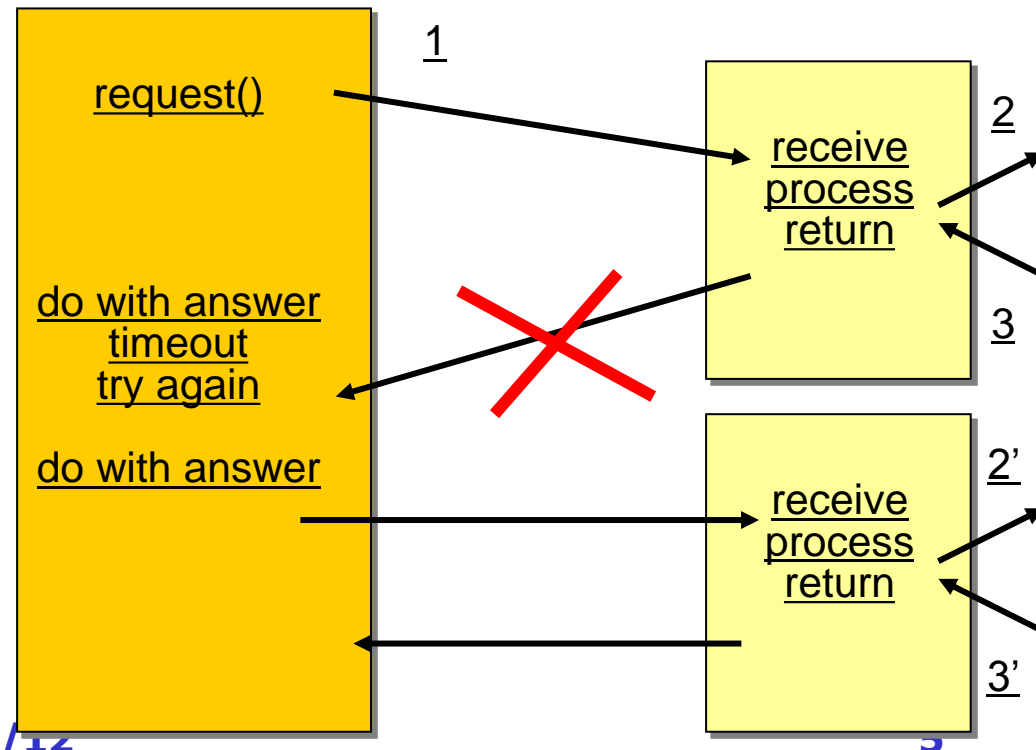 1
request()
2
receive
process
return
do with answer
timeout
try again
3
do with answer
2’
receive
process
return
3’
/12